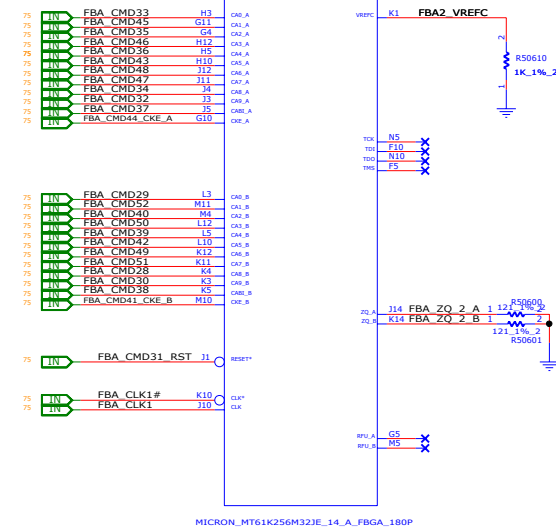 75 IN FBA_CMD33 H3 CA0_A
75 IN FBA_CMD45 G11 CA1_A
75 IN FBA_CMD35 G4 CA2_A
75 IN FBA_CMD46 H12 CA3_A
75 IN FBA_CMD36 H5 CA4_A
75 IN FBA_CMD43 H10 CA5_A
75 IN FBA_CMD48 J12 CA6_A
75 IN FBA_CMD47 J11 CA7_A
75 IN FBA_CMD34 J4 CA8_A
75 IN FBA_CMD32 J3 CA9_A
75 IN FBA_CMD37 J5 CABI_A
75 IN FBA_CMD44_CKE_A G10 CKE_A
VREFC K1 FBA2_VREFC
2
R50610
1K_1%_2
1
TCK N5
TDI F10
TDO N10
TMS F5
75 IN FBA_CMD29 L3 CA0_B
75 IN FBA_CMD52 M11 CA1_B
75 IN FBA_CMD40 M4 CA2_B
75 IN FBA_CMD50 L12 CA3_B
75 IN FBA_CMD39 L5 CA4_B
75 IN FBA_CMD42 L10 CA5_B
75 IN FBA_CMD49 K12 CA6_B
75 IN FBA_CMD51 K11 CA7_B
75 IN FBA_CMD28 K4 CA8_B
75 IN FBA_CMD30 K3 CA9_B
75 IN FBA_CMD38 K5 CABI_B
75 IN FBA_CMD41_CKE_B M10 CKE_B
R50600
121_1%_2
ZQ_A J14 FBA_ZQ_2_A 1 2
ZQ_B K14 FBA_ZQ_2_B 1 2
121_1%_2
R50601
75 IN FBA_CMD31_RST J1 RESET*
75 IN FBA_CLK1# K10 CLK*
75 IN FBA_CLK1 J10 CLK
RFU_A G5
RFU_B M5
MICRON_MT61K256M32JE_14_A_FBGA_180P